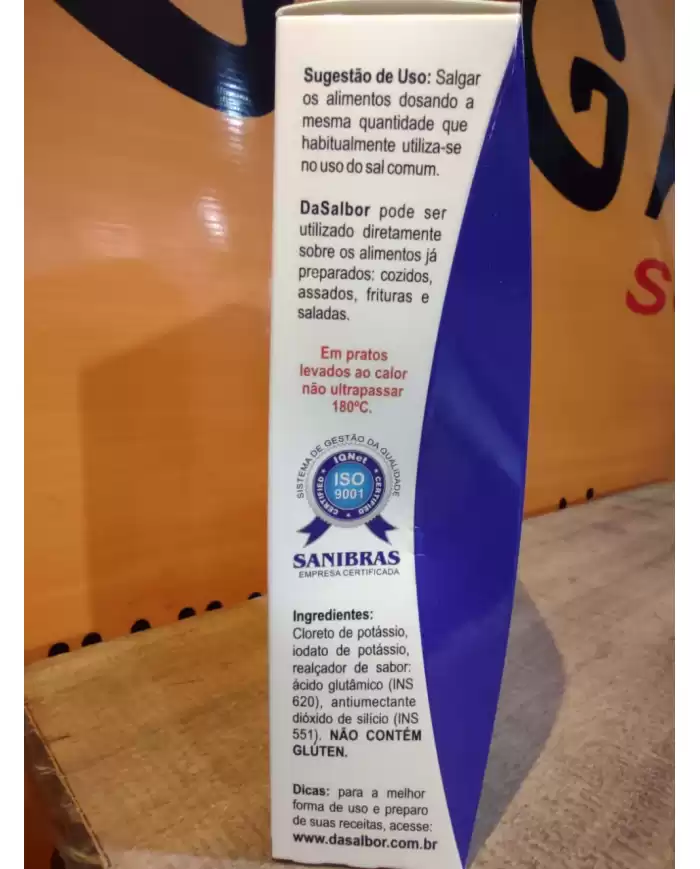 Sugestão de Uso: Salgar
os alimentos dosando a
mesma quantidade que
habitualmente utiliza-se
no uso do sal comum.
DaSalbor pode ser
utilizado diretamente
sobre os alimentos já
preparados: cozidos,
assados, frituras e
saladas.
Em pratos
levados ao calor
não ultrapassar
180ºC.
SISTEMA DE GESTÃO DA QUALIDADE
IQNet
CERTIFIED
ISO
9001
CERTIFIED
SANIBRAS
EMPRESA CERTIFICADA
Ingredientes:
Cloreto de potássio,
iodato de potássio,
realçador de sabor:
ácido glutâmico (INS
620), antiumectante
dióxido de silício (INS
551). NÃO CONTÉM
GLÚTEN.
Dicas: para a melhor
forma de uso e preparo
de suas receitas, acesse:
www.dasalbor.com.br